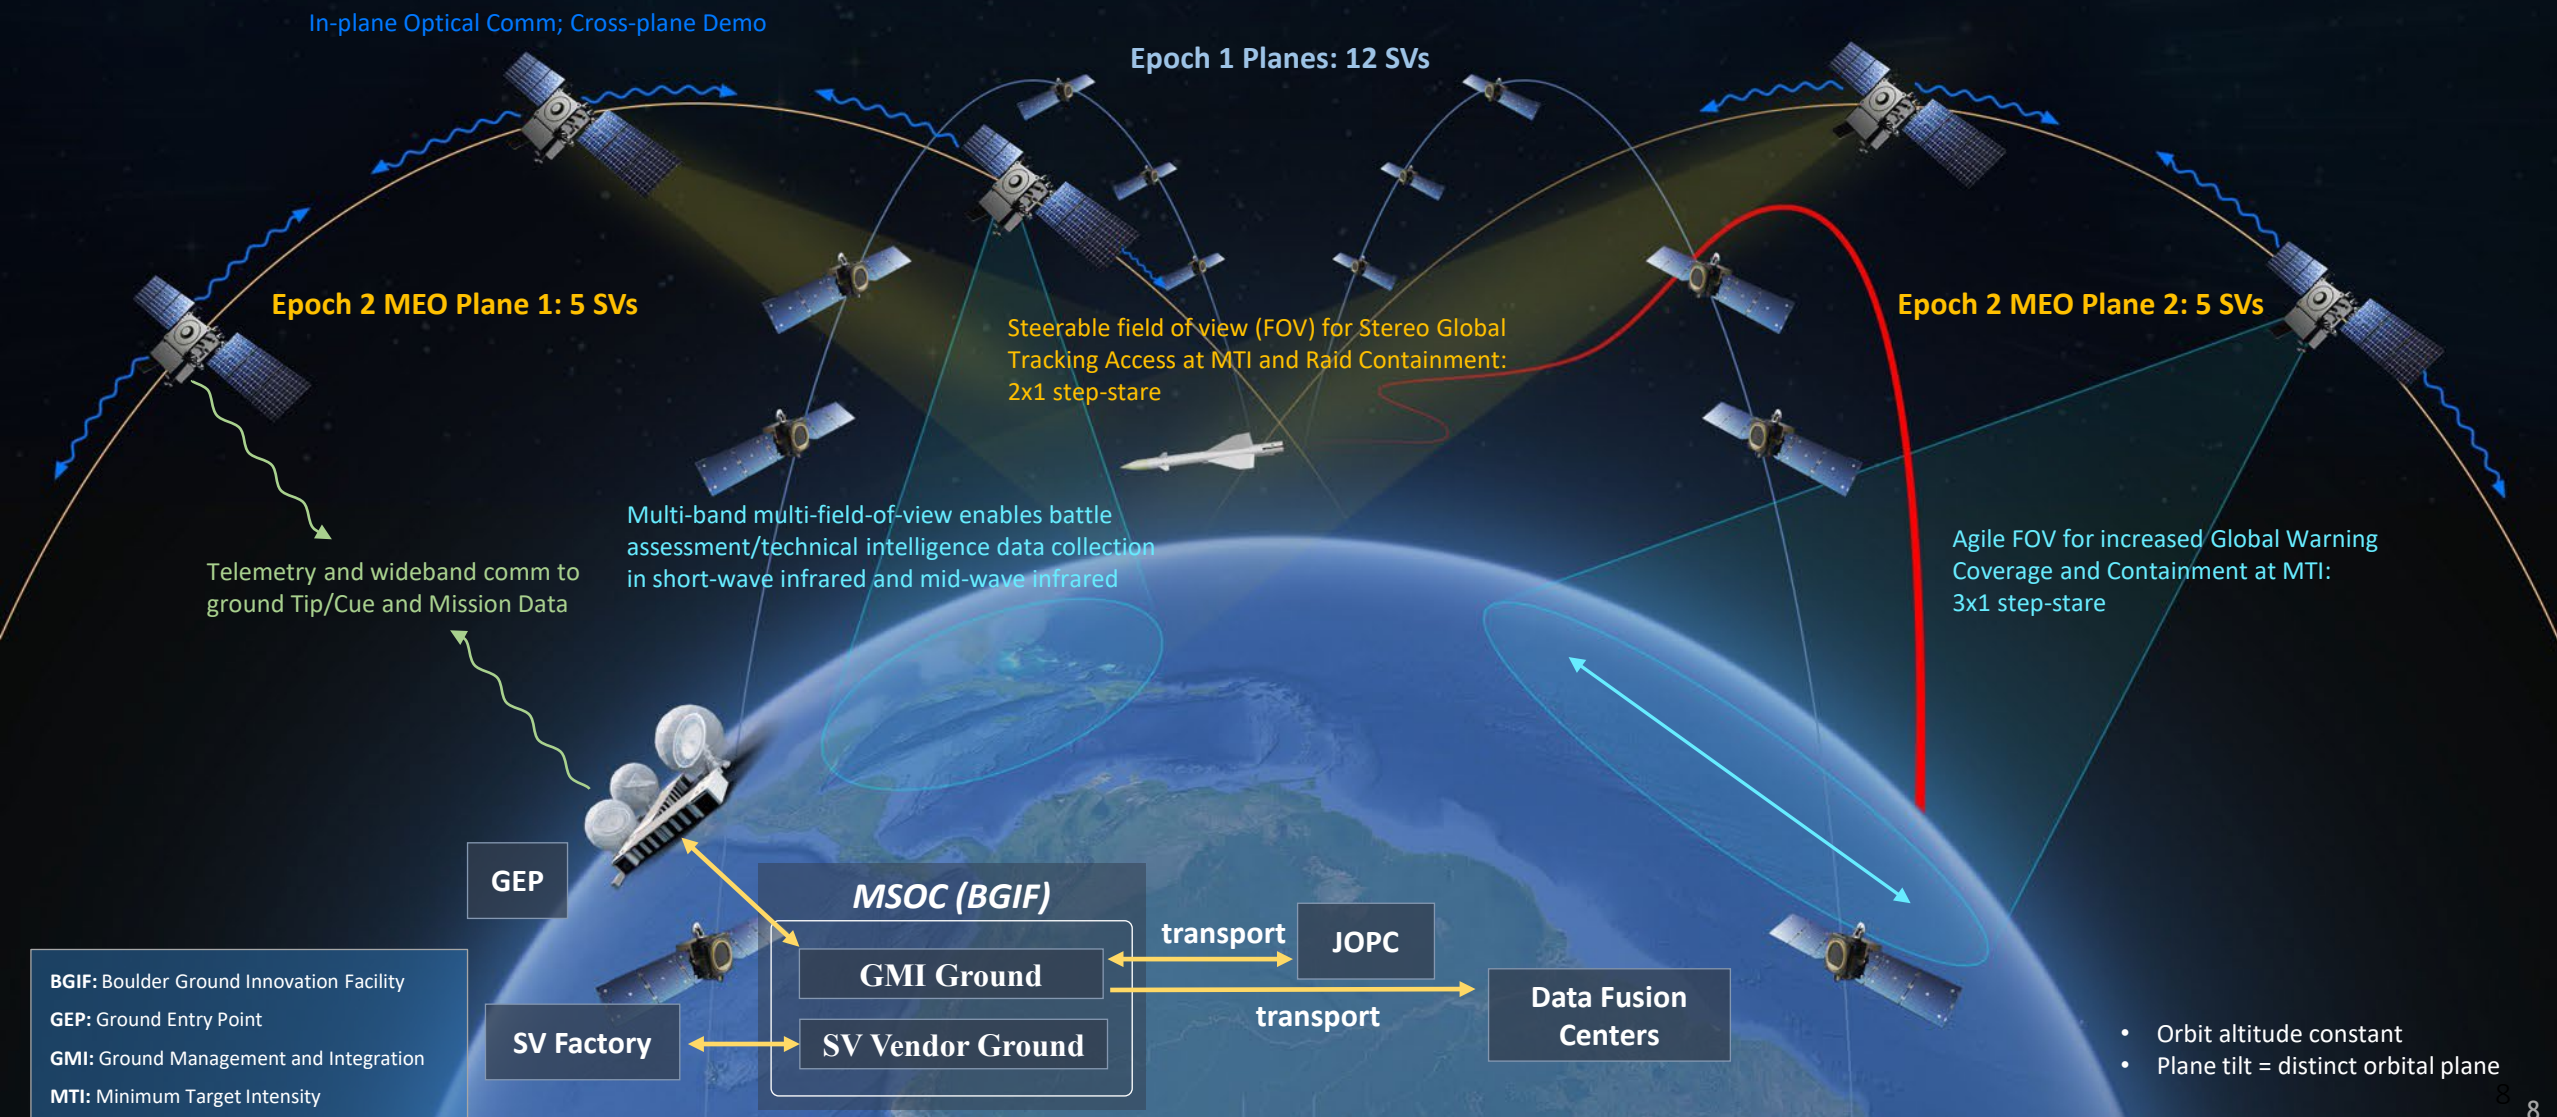 In-plane Optical Comm; Cross-plane Demo
Epoch 1 Planes: 12 SVs
Epoch 2 MEO Plane 1: 5 SVs
Steerable field of view (FOV) for Stereo Global
Tracking Access at MTI and Raid Containment:
2x1 step-stare
Epoch 2 MEO Plane 2: 5 SVs
Multi-band multi-field-of-view enables battle
assessment/technical intelligence data collection
in short-wave infrared and mid-wave infrared
Agile FOV for increased Global Warning
Coverage and Containment at MTI:
3x1 step-stare
Telemetry and wideband comm to
ground Tip/Cue and Mission Data
GEP
MSOC (BGIF)
GMI Ground
SV Vendor Ground
SV Factory
transport
JOPC
transport
Data Fusion
Centers
BGIF: Boulder Ground Innovation Facility
GEP: Ground Entry Point
GMI: Ground Management and Integration
MTI: Minimum Target Intensity
• Orbit altitude constant
• Plane tilt = distinct orbital plane
8
8